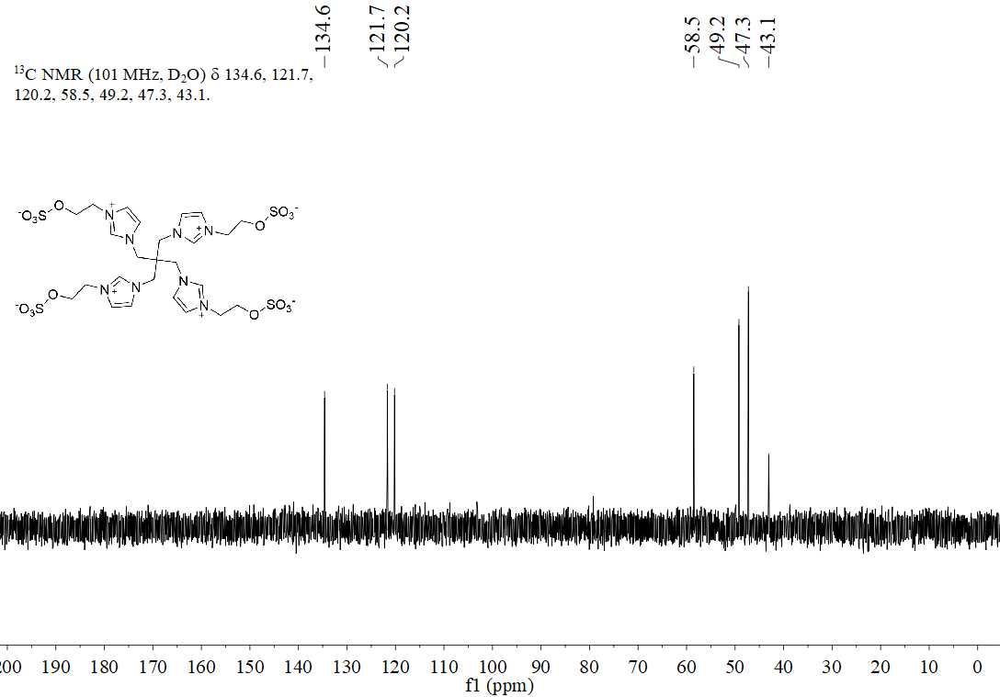 134.6
121.7
120.2
58.5
49.2
47.3
43.1
¹³C NMR (101 MHz, D₂O) δ 134.6, 121.7,
120.2, 58.5, 49.2, 47.3, 43.1.
⁻O₃S O N + N N + N O SO₃⁻
⁻O₃S O N + N N N + O SO₃⁻
200 190 180 170 160 150 140 130 120 110 100 90 80 70 60 50 40 30 20 10 0
f1 (ppm)